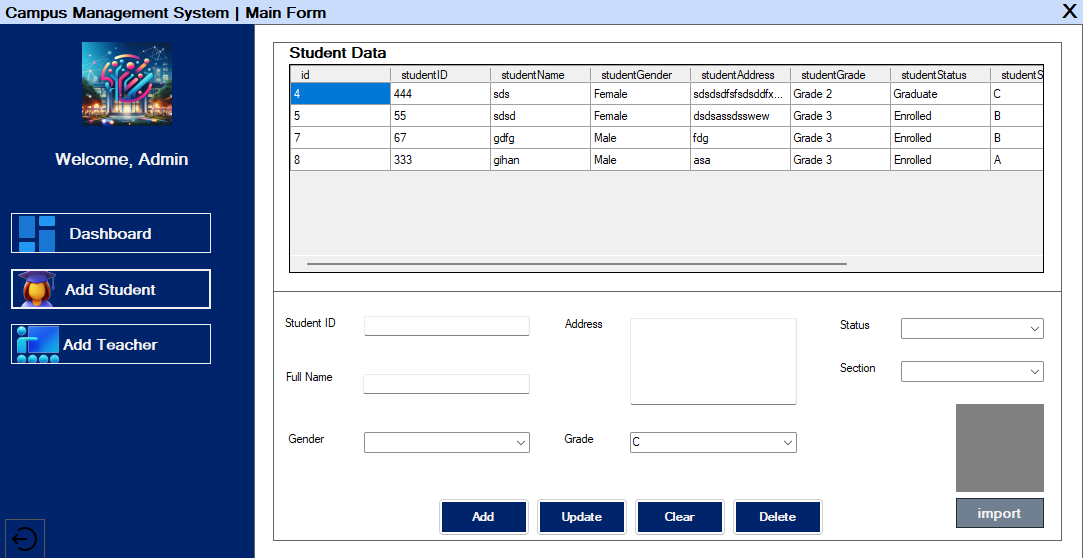 Campus Management System | Main Form X
Welcome, Admin
Dashboard
Add Student
Add Teacher
Student Data
id studentID studentName studentGender studentAddress studentGrade studentStatus studentS
4 444 sds Female sdsdsdfsfsdsddfx... Grade 2 Graduate C
5 55 sdsd Female dsdsassdsswew Grade 3 Enrolled B
7 67 gdfg Male fdg Grade 3 Enrolled B
8 333 gihan Male asa Grade 3 Enrolled A
Student ID Address Status
Full Name Section
Gender Grade C
Add Update Clear Delete import